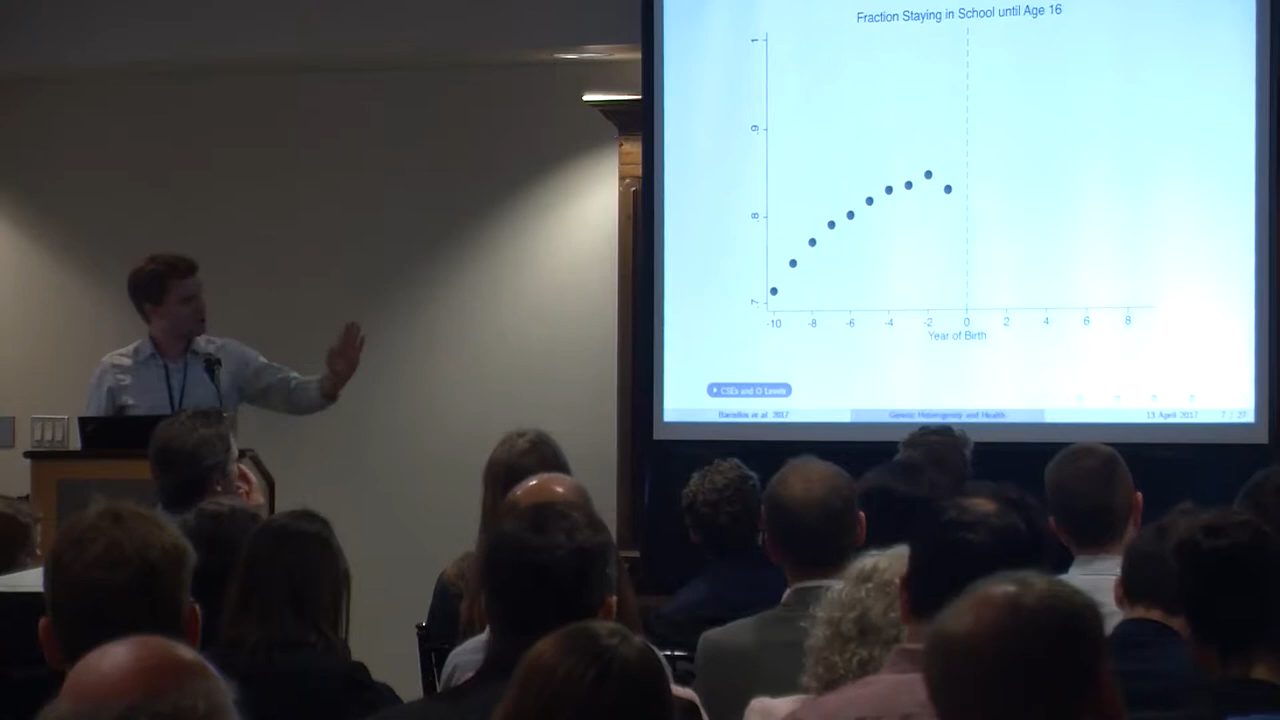 Fraction Staying in School until Age 16
1
.9
.8
.7
-10 -8 -6 -4 -2 0 2 4 6 8
Year of Birth
CSEs and O Levels
Barcellos et al. 2017 Genetic Heterogeneity and Health 13 April 2017 7 / 27